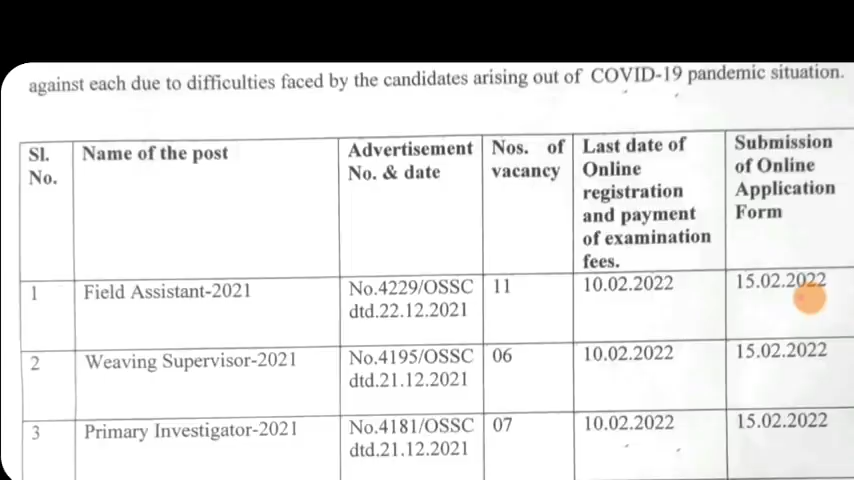 against each due to difficulties faced by the candidates arising out of COVID-19 pandemic situation.
Sl. No. | Name of the post | Advertisement No. & date | Nos. of vacancy | Last date of Online registration and payment of examination fees. | Submission of Online Application Form
1 | Field Assistant-2021 | No.4229/OSSC dtd.22.12.2021 | 11 | 10.02.2022 | 15.02.2022
2 | Weaving Supervisor-2021 | No.4195/OSSC dtd.21.12.2021 | 06 | 10.02.2022 | 15.02.2022
3 | Primary Investigator-2021 | No.4181/OSSC dtd.21.12.2021 | 07 | 10.02.2022 | 15.02.2022